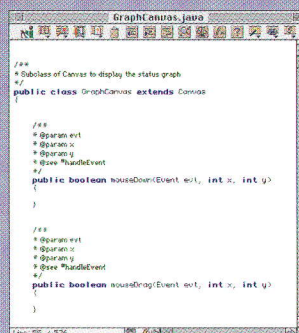 GraphCanvas.java
/**
* Subclass of Canvas to display the status graph
*/
public class GraphCanvas extends Canvas
{
/**
* @param evt
* @param x
* @param y
* @see #handleEvent
*/
public boolean mouseDown(Event evt, int x, int y)
{
}
/**
* @param evt
* @param x
* @param y
* @see #handleEvent
*/
public boolean mouseDrag(Event evt, int x, int y)
{
}